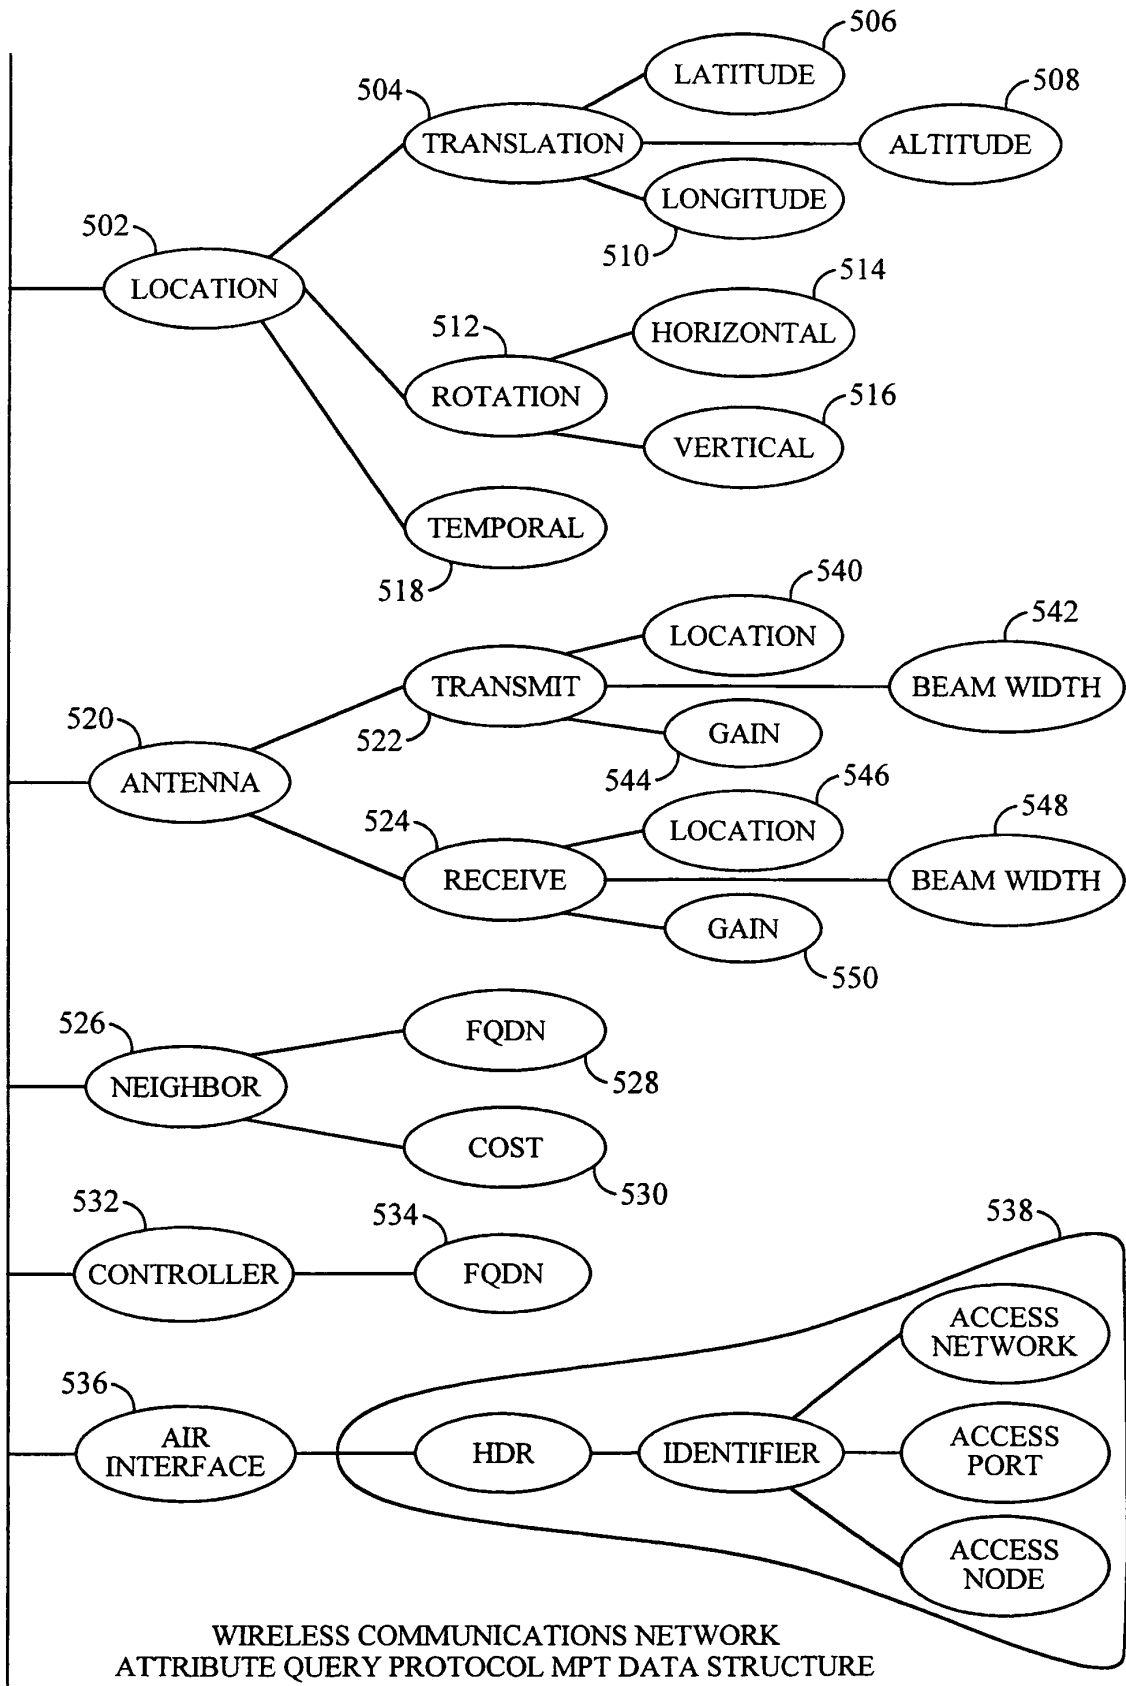 506
LATITUDE
504
508
TRANSLATION
ALTITUDE
LONGITUDE
502
510
LOCATION
514
512
HORIZONTAL
ROTATION
516
VERTICAL
TEMPORAL
518
540
LOCATION
542
TRANSMIT
BEAM WIDTH
520
522
GAIN
544
ANTENNA
546
524
LOCATION
548
RECEIVE
BEAM WIDTH
GAIN
550
526
FQDN
528
NEIGHBOR
COST
530
532
534
538
CONTROLLER
FQDN
ACCESS
NETWORK
536
AIR
INTERFACE
HDR
IDENTIFIER
ACCESS
PORT
ACCESS
NODE
WIRELESS COMMUNICATIONS NETWORK
ATTRIBUTE QUERY PROTOCOL MPT DATA STRUCTURE